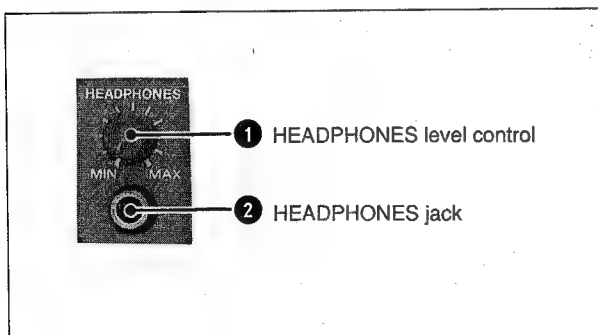 HEADPHONES
MIN MAX
1 HEADPHONES level control
2 HEADPHONES jack